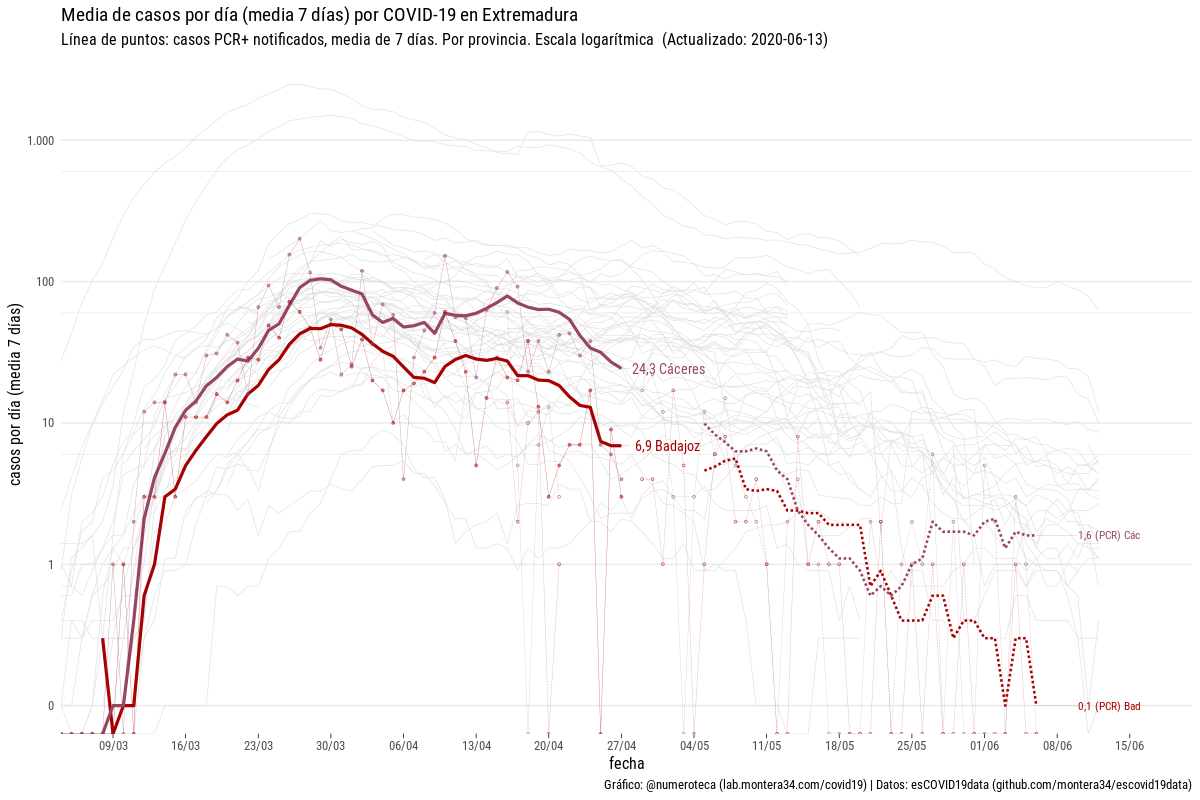 Media de casos por día (media 7 días) por COVID-19 en Extremadura
Línea de puntos: casos PCR+ notificados, media de 7 días. Por provincia. Escala logarítmica (Actualizado: 2020-06-13)
casos por día (media 7 días)
1.000
100
10
1
0
24,3 Cáceres
6,9 Badajoz
1,6 (PCR) Các
0,1 (PCR) Bad
09/03 16/03 23/03 30/03 06/04 13/04 20/04 27/04 04/05 11/05 18/05 25/05 01/06 08/06 15/06
fecha
Gráfico: @numeroteca (lab.montera34.com/covid19) | Datos: esCOVID19data (github.com/montera34/escovid19data)